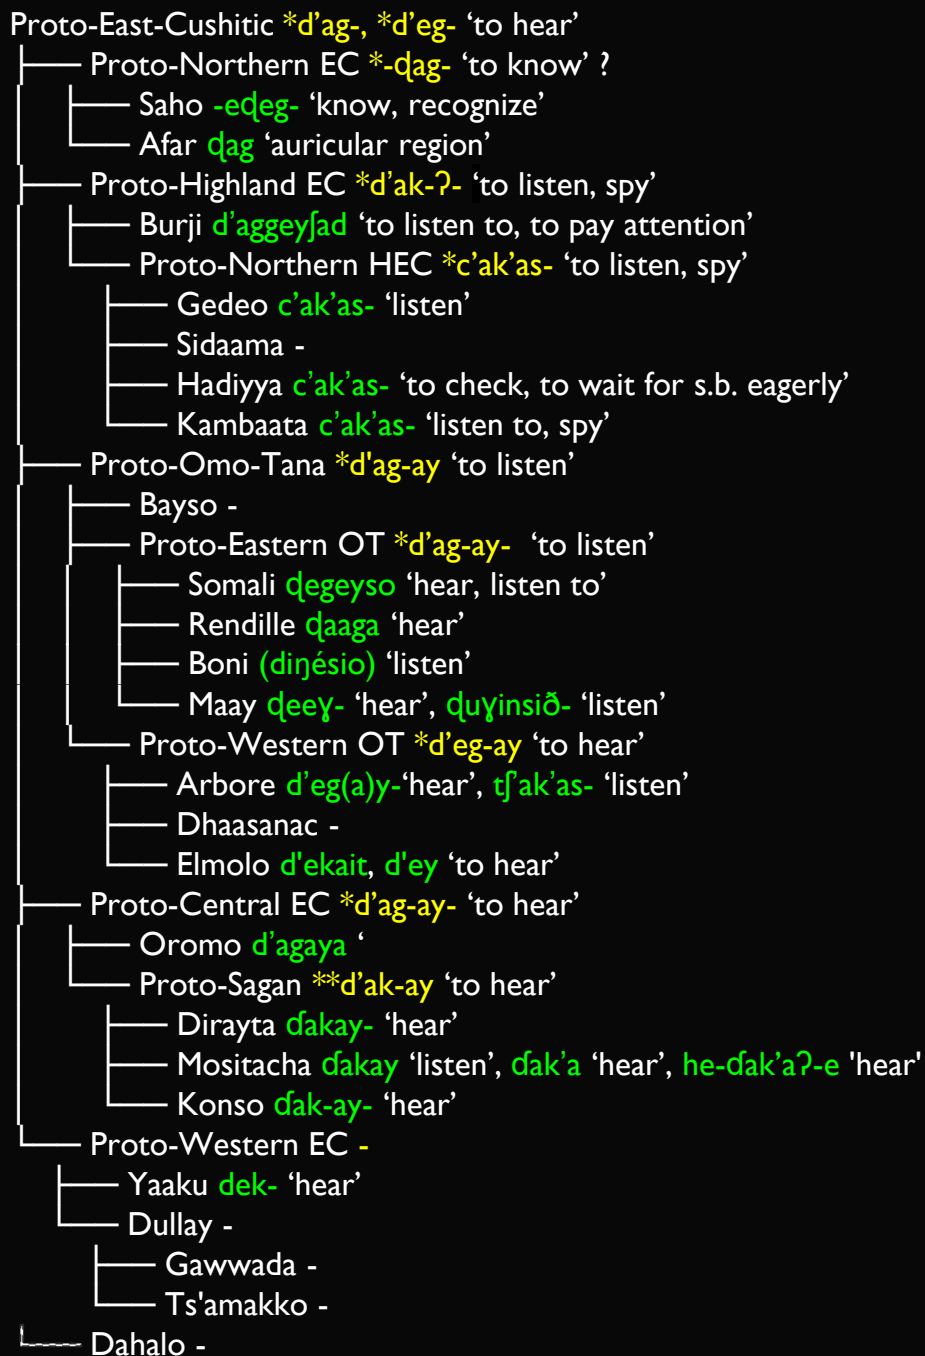 Proto-East-Cushitic *d’ag-, *d’eg- ‘to hear’
Proto-Northern EC *-ɖag- ‘to know’ ?
Saho -eɖeg- ‘know, recognize’
Afar ɖag ‘auricular region’
Proto-Highland EC *d’ak-ʔ- ‘to listen, spy’
Burji d’aggeyʃad ‘to listen to, to pay attention’
Proto-Northern HEC *c’ak’as- ‘to listen, spy’
Gedeo c’ak’as- ‘listen’
Sidaama -
Hadiyya c’ak’as- ‘to check, to wait for s.b. eagerly’
Kambaata c’ak’as- ‘listen to, spy’
Proto-Omo-Tana *d'ag-ay ‘to listen’
Bayso -
Proto-Eastern OT *d’ag-ay- ‘to listen’
Somali ɖegeyso ‘hear, listen to’
Rendille ɖaaga ‘hear’
Boni (diŋésio) ‘listen’
Maay ɖeeɣ- ‘hear’, ɖuɣinsið- ‘listen’
Proto-Western OT *d’eg-ay ‘to hear’
Arbore d’eg(a)y-‘hear’, tʃ’ak’as- ‘listen’
Dhaasanac -
Elmolo d'ekait, d'ey ‘to hear’
Proto-Central EC *d’ag-ay- ‘to hear’
Oromo d’agaya ‘
Proto-Sagan **d’ak-ay ‘to hear’
Dirayta ɗakay- ‘hear’
Mositacha ɗakay ‘listen’, ɗak’a ‘hear’, he-ɗak’aʔ-e 'hear'
Konso ɗak-ay- ‘hear’
Proto-Western EC -
Yaaku dek- ‘hear’
Dullay -
Gawwada -
Ts'amakko -
Dahalo -